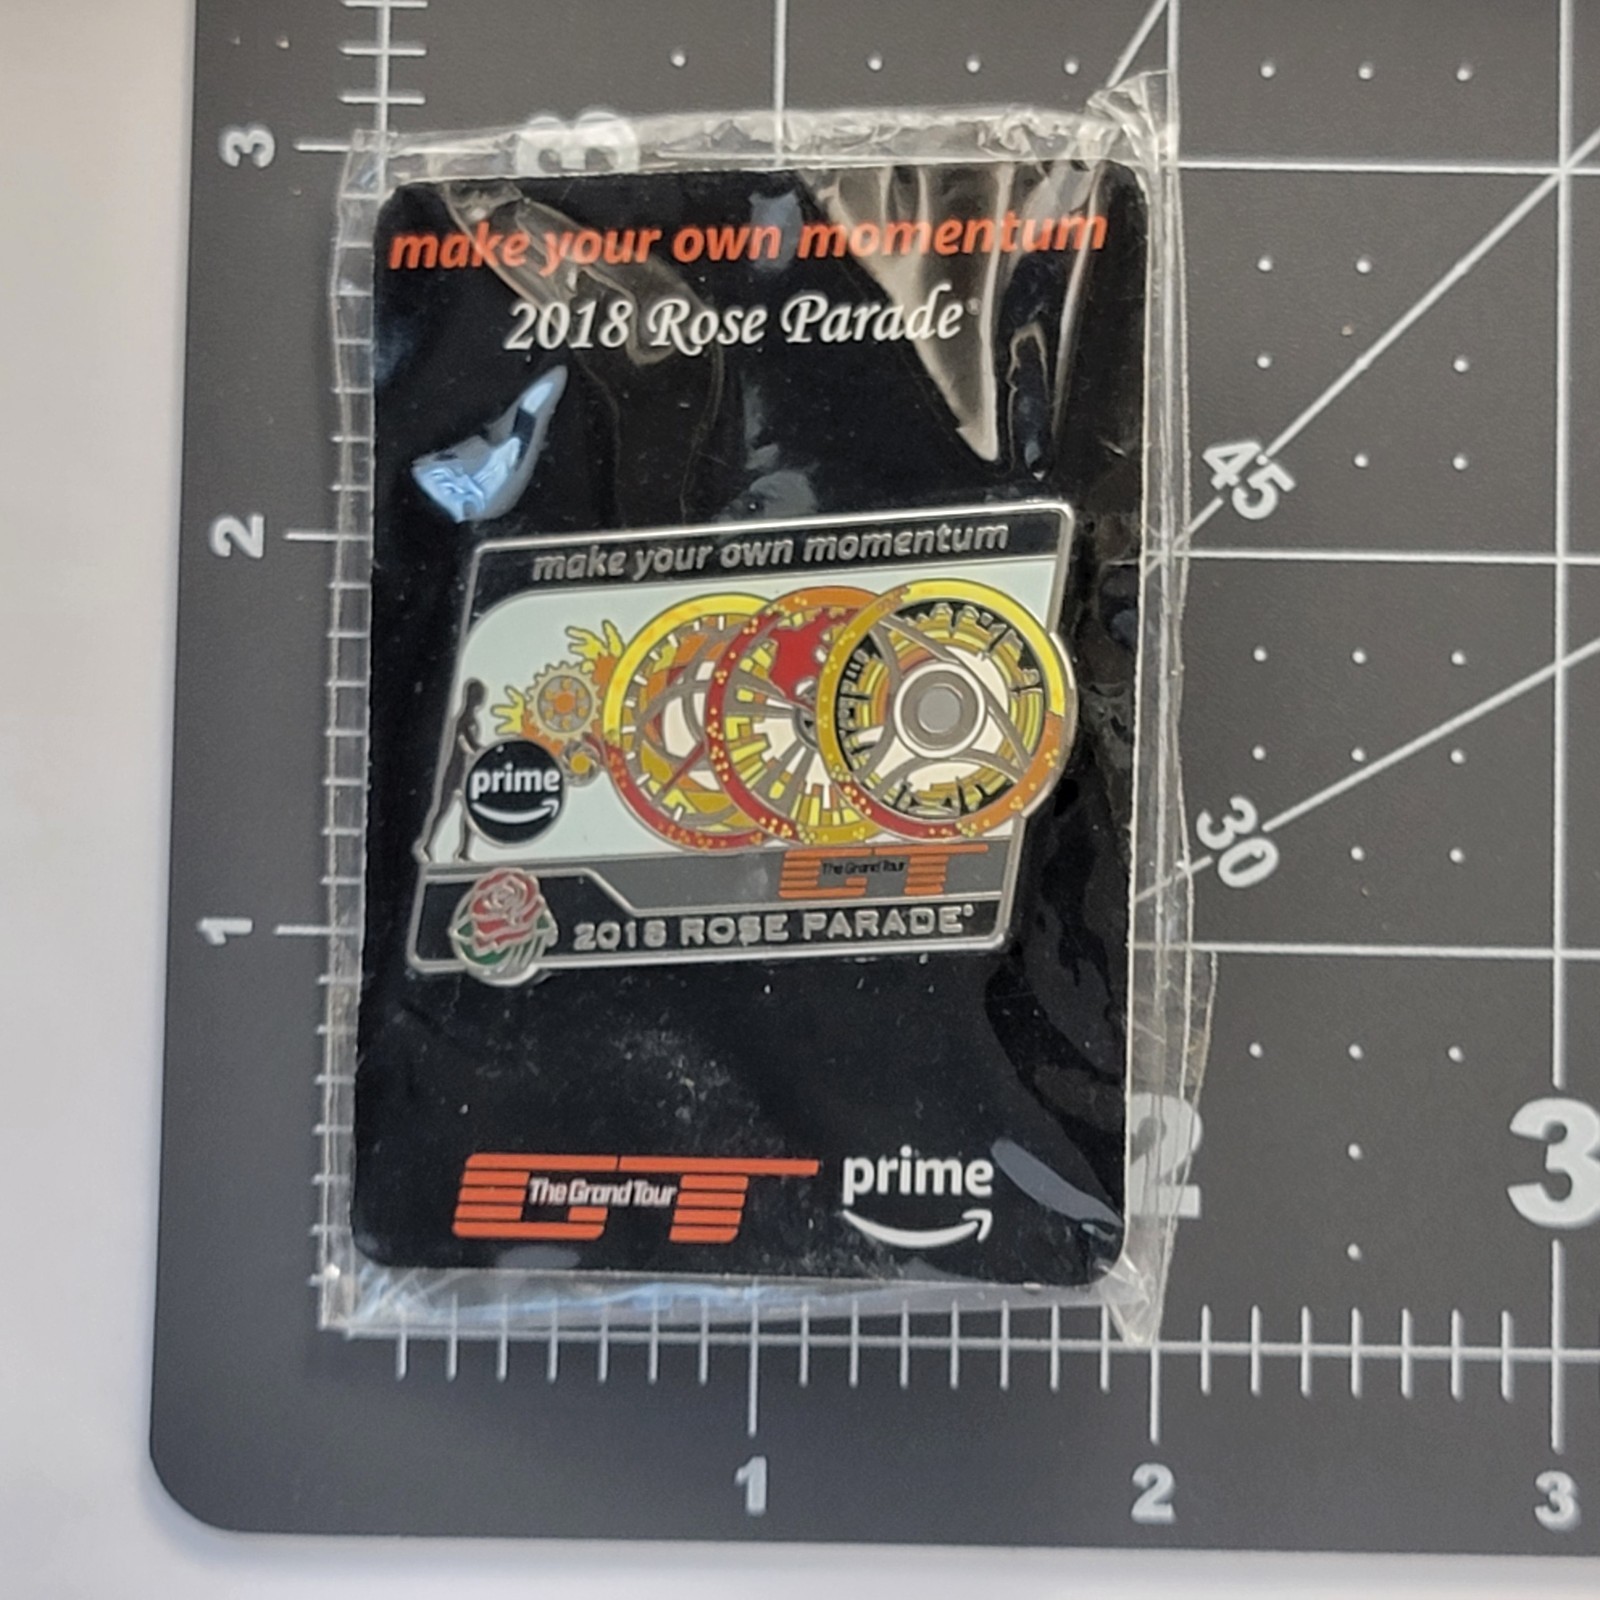 make your own momentum
2018 Rose Parade®
make your own momentum
prime
GT
The Grand Tour
2018 ROSE PARADE®
GT
The Grand Tour
prime
3
3
2
1
45
30
2
3
1
2
3